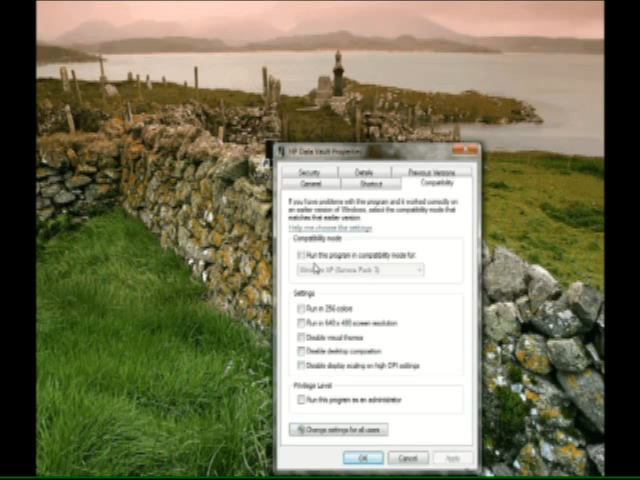 HP Data Vault Properties
Security Details Previous Versions
General Shortcut Compatibility
If you have problems with this program and it worked correctly on
an earlier version of Windows, select the compatibility mode that
matches that earlier version.
Help me choose the settings
Compatibility mode
Run this program in compatibility mode for:
Windows XP (Service Pack 3)
Settings
Run in 256 colors
Run in 640 x 480 screen resolution
Disable visual themes
Disable desktop composition
Disable display scaling on high DPI settings
Privilege Level
Run this program as an administrator
Change settings for all users
OK Cancel Apply